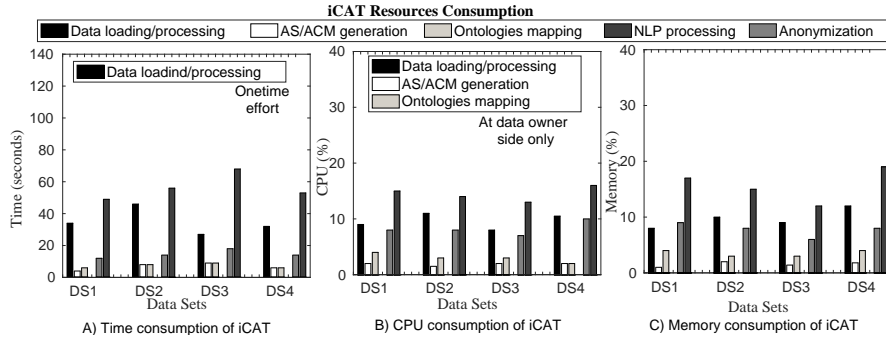 iCAT Resources Consumption
Data loading/processing AS/ACM generation Ontologies mapping NLP processing Anonymization
140
120
100
80
60
40
20
0
Time (seconds)
Data loadind/processing
Onetime
effort
DS1 DS2 DS3 DS4
Data Sets
A) Time consumption of iCAT
40
30
20
10
0
CPU (%)
Data loading/processing
AS/ACM generation
Ontologies mapping
At data owner
side only
DS1 DS2 DS3 DS4
Data Sets
B) CPU consumption of iCAT
40
30
20
10
0
Memory (%)
DS1 DS2 DS3 DS4
Data Sets
C) Memory consumption of iCAT